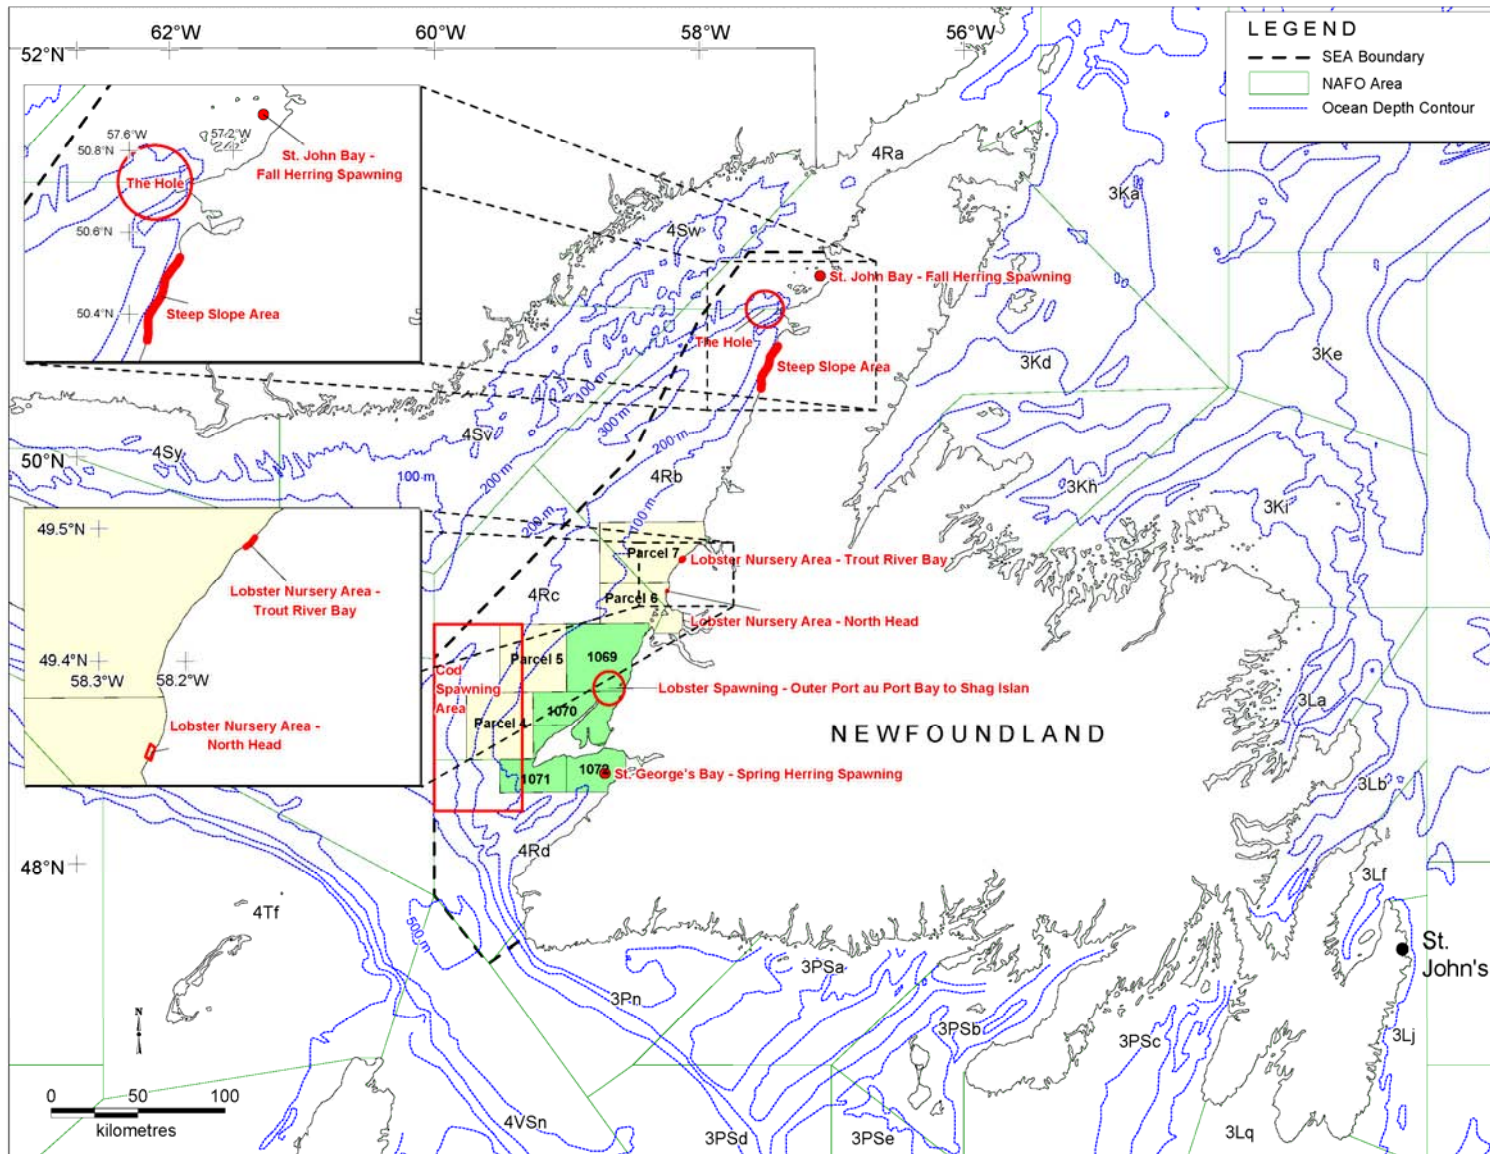 62°W
60°W
58°W
56°W
52°N
50°N
48°N
LEGEND
SEA Boundary
NAFO Area
Ocean Depth Contour
57.6°W
57.2°W
50.8°N
50.6°N
50.4°N
The Hole
St. John Bay -
Fall Herring Spawning
Steep Slope Area
4Ra
4Sw
3Ka
St. John Bay - Fall Herring Spawning
The Hole
Steep Slope Area
3Kd
3Ke
100 m
300 m
200 m
4Sv
4Sy
100 m
200 m
200 m
100 m
4Rb
3Kh
3Ki
49.5°N
49.4°N
58.3°W
58.2°W
Lobster Nursery Area -
Trout River Bay
Lobster Nursery Area -
North Head
Parcel 7
Lobster Nursery Area - Trout River Bay
4Rc
Parcel 6
Lobster Nursery Area - North Head
Cod
Spawning
Area
Parcel 5
1069
Lobster Spawning - Outer Port au Port Bay to Shag Islan
1070
Parcel 4
NEWFOUNDLAND
1071
1072
St. George's Bay - Spring Herring Spawning
3La
3Lb
4Rd
3Lf
4Tf
500 m
St.
John's
3PSa
3Pn
3PSb
3PSc
3Lj
N
0 50 100
kilometres
4VSn
3PSd
3PSe
3Lq